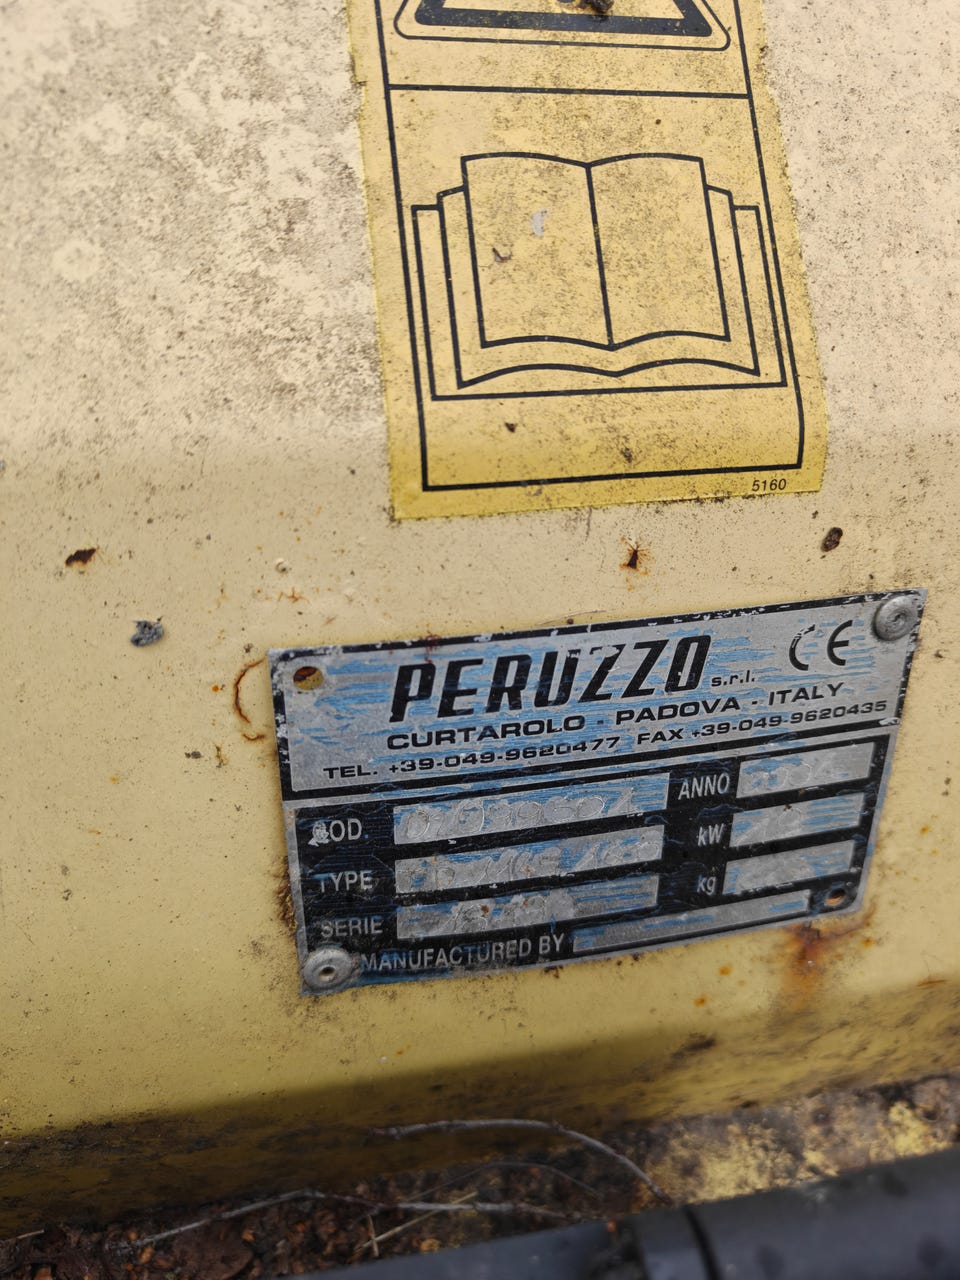 5160
PERUZZO s.r.l. CE
CURTAROLO - PADOVA - ITALY
TEL. +39-049-9620477 FAX +39-049-9620435
COD.
ANNO
TYPE
kW
SERIE
kg
MANUFACTURED BY